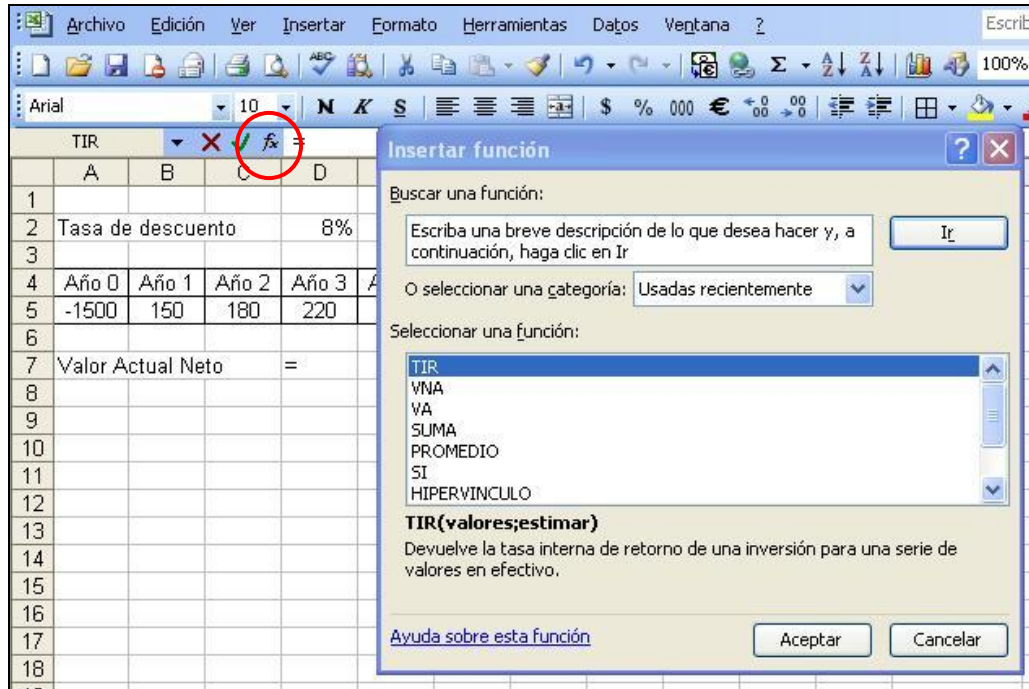 Archivo Edición Ver Insertar Formato Herramientas Datos Ventana ? Escrib
ABC Σ A Z Z A 100%
Arial 10 N K S $ % 000 €
TIR fx =
Insertar función
A B C D
Buscar una función:
Escriba una breve descripción de lo que desea hacer y, a
continuación, haga clic en Ir
Ir
O seleccionar una categoría: Usadas recientemente
Seleccionar una función:
TIR
VNA
VA
SUMA
PROMEDIO
SI
HIPERVINCULO
TIR(valores;estimar)
Devuelve la tasa interna de retorno de una inversión para una serie de
valores en efectivo.
Ayuda sobre esta función
Aceptar Cancelar
1
2 Tasa de descuento 8%
3
4 Año 0 Año 1 Año 2 Año 3 A
5 -1500 150 180 220
6
7 Valor Actual Neto =
8
9
10
11
12
13
14
15
16
17
18